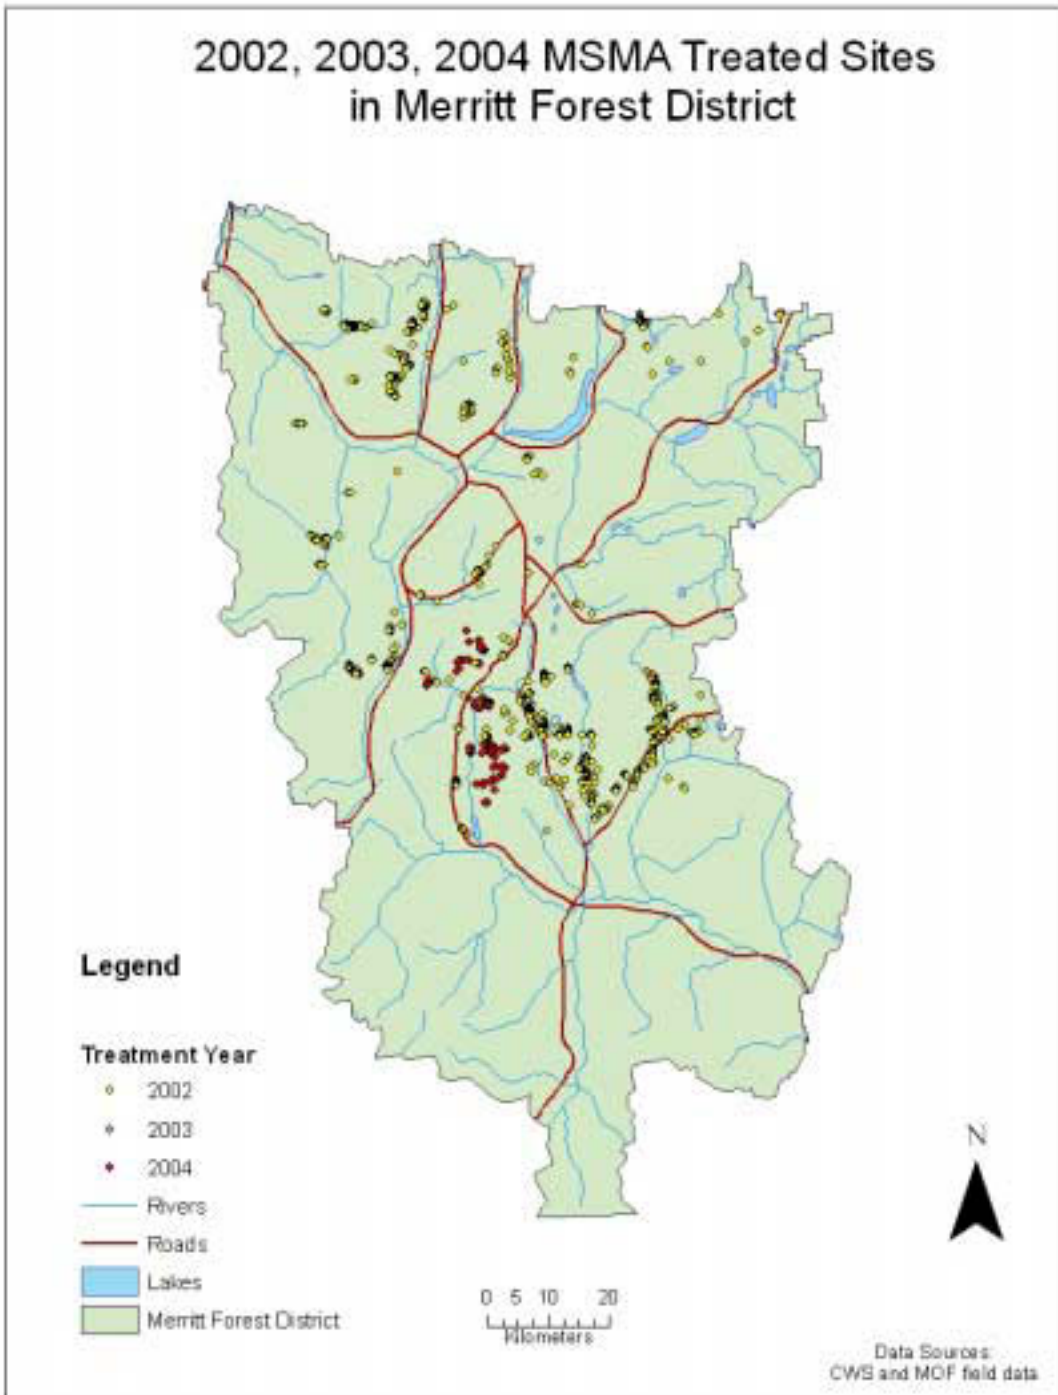 2002, 2003, 2004 MSMA Treated Sites
in Merritt Forest District
Legend
Treatment Year
2002
2003
2004
Rivers
Roads
Lakes
Merritt Forest District
N
0 5 10 20
Kilometers
Data Sources:
CWS and MOF field data